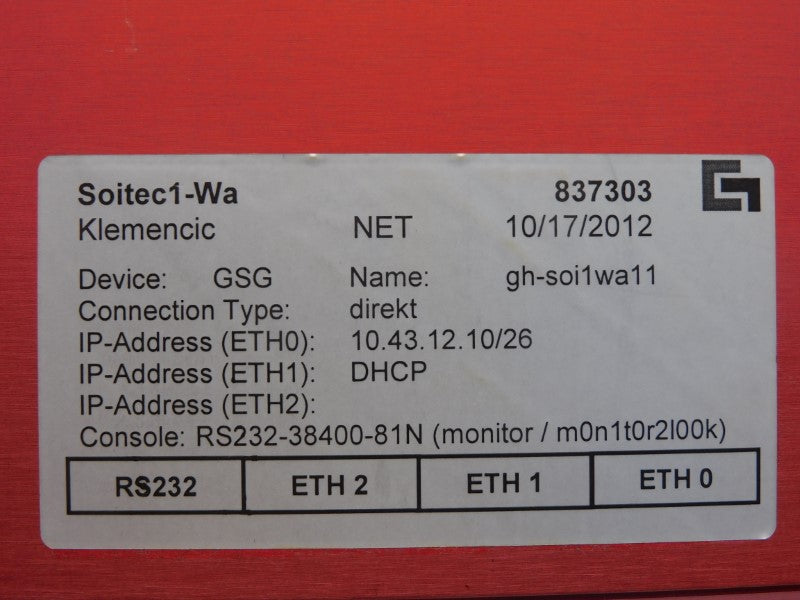 Soitec1-Wa 837303
Klemencic NET 10/17/2012
Device: GSG Name: gh-soi1wa11
Connection Type: direkt
IP-Address (ETH0): 10.43.12.10/26
IP-Address (ETH1): DHCP
IP-Address (ETH2):
Console: RS232-38400-81N (monitor / m0n1t0r2l00k)
RS232 ETH 2 ETH 1 ETH 0